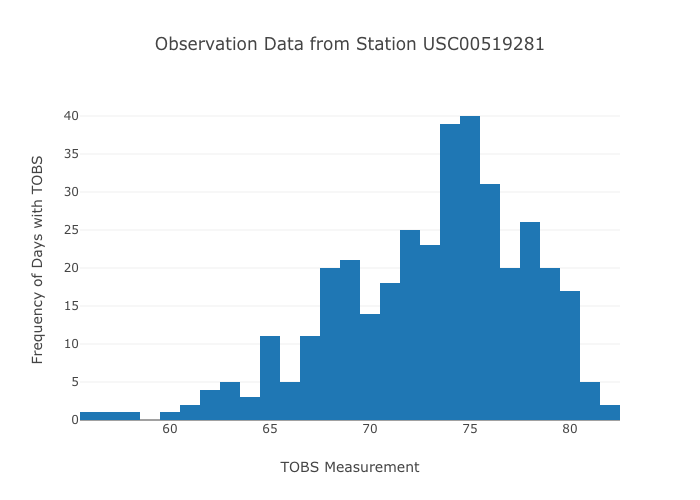 Observation Data from Station USC00519281
Frequency of Days with TOBS
40
35
30
25
20
15
10
5
0
60 65 70 75 80
TOBS Measurement